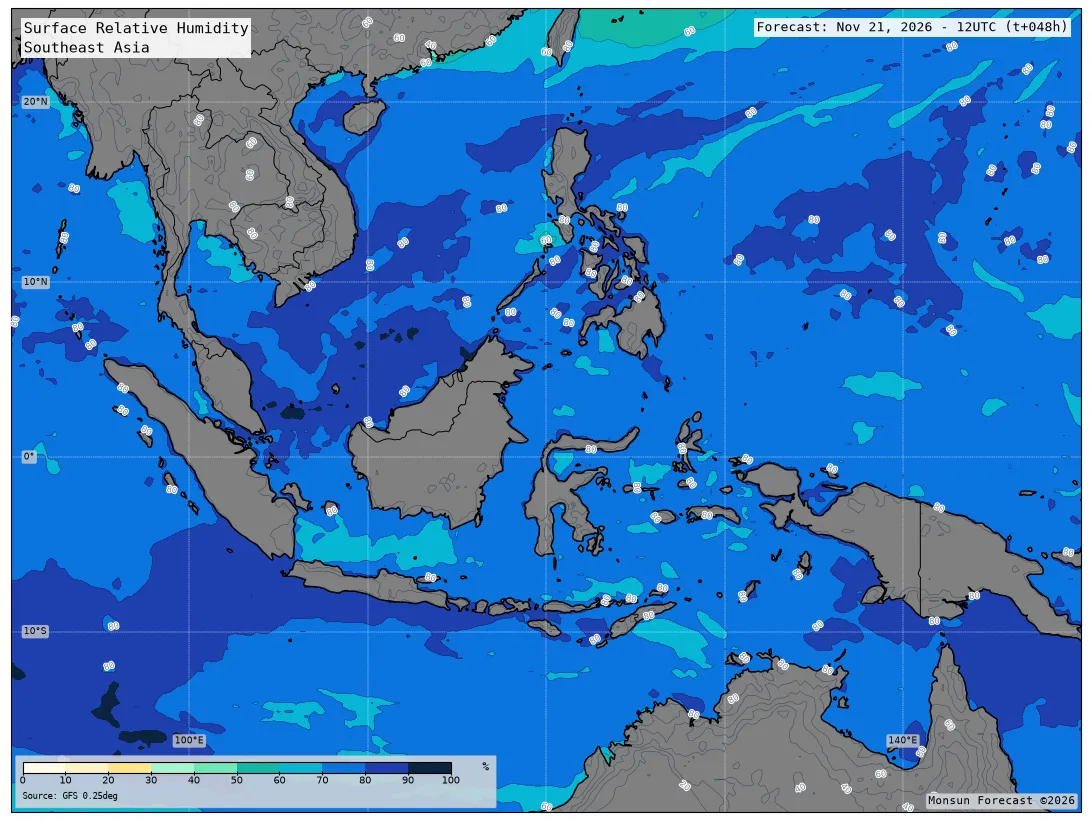 Surface Relative Humidity
Southeast Asia
Forecast: Nov 21, 2026 - 12UTC (t+048h)
20°N
10°N
0°
10°S
100°E
140°E
0 10 20 30 40 50 60 70 80 90 100
%
Source: GFS 0.25deg
Monsun Forecast ©2026